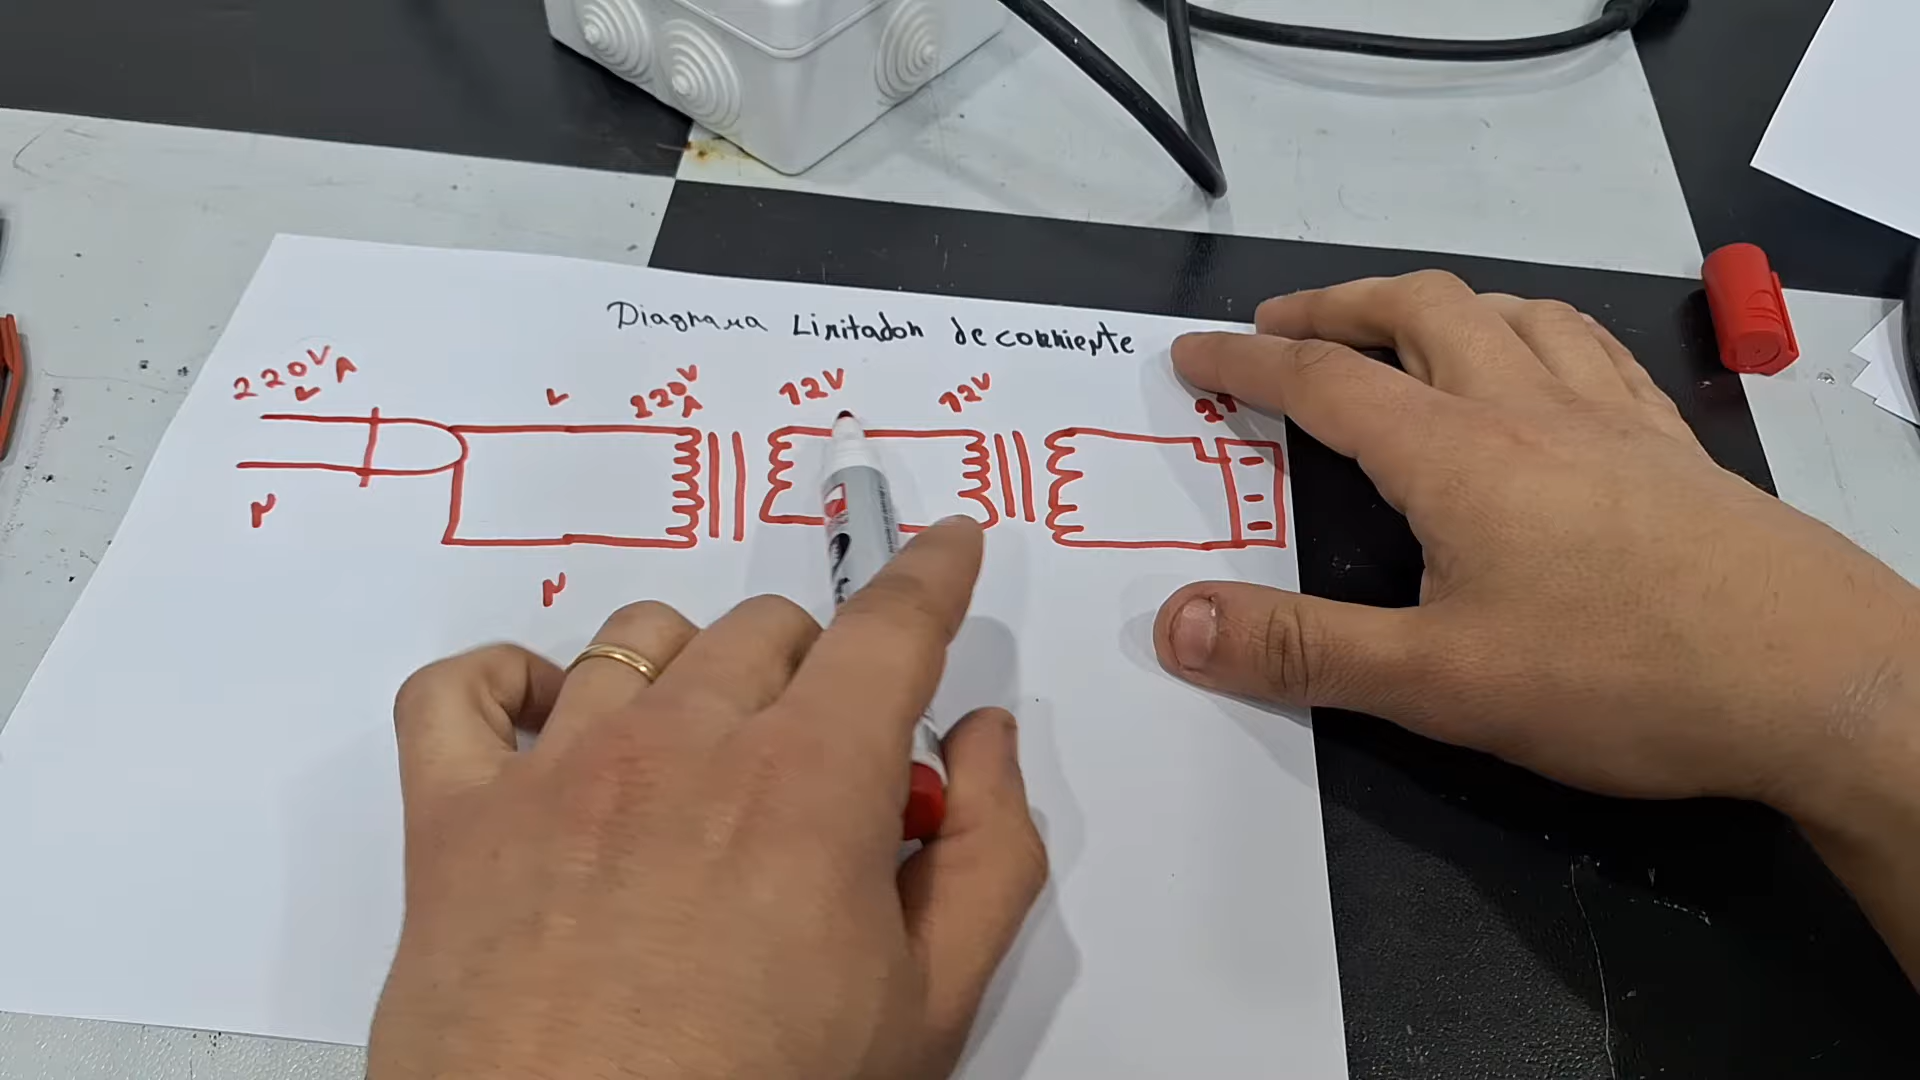 Diagrama Limitador de corriente
220V A
L
N
L
220V A
12V
12V
N